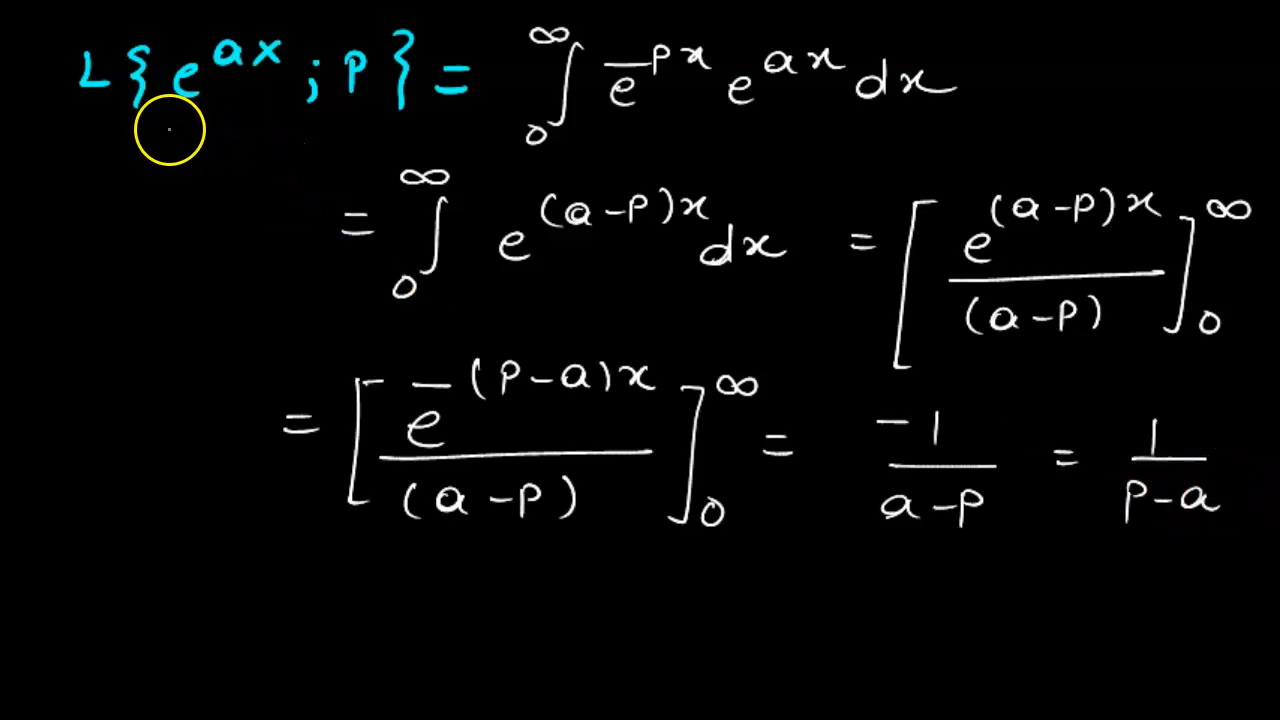 L{e^{ax}; p} = ∫_0^∞ e^{-px} e^{ax} dx
= ∫_0^∞ e^{(a-p)x} dx = [e^{(a-p)x} / (a-p)]_0^∞
= [e^{-(p-a)x} / (a-p)]_0^∞ = -1 / a-p = 1 / p-a